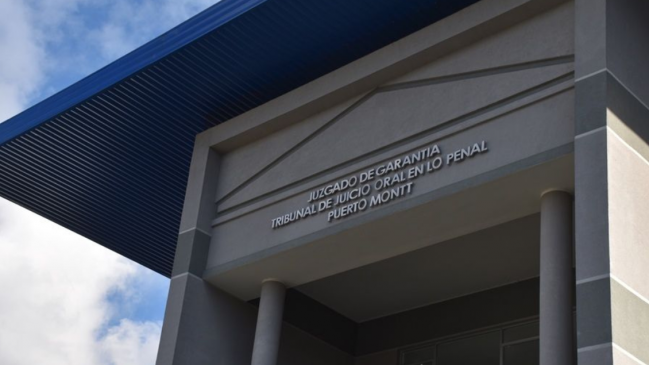 JUZGADO DE GARANTIA
TRIBUNAL DE JUICIO ORAL EN LO PENAL
PUERTO MONTT